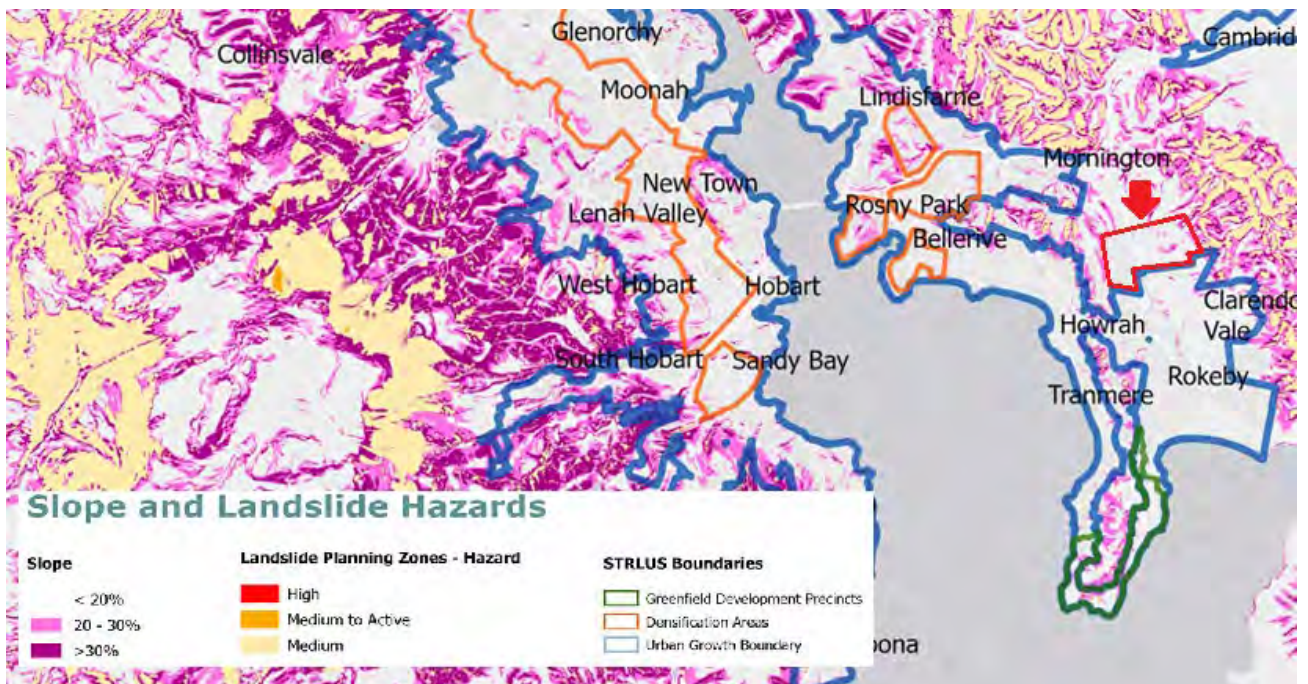 Glenorchy
Cambridg
Collinsvale
Moonah
Lindisfarne
Mornington
New Town
Rosny Park
Lenah Valley
Bellerive
West Hobart
Hobart
Clarendo
Vale
Howrah
South Hobart
Sandy Bay
Rokeby
Tranmere
Slope and Landslide Hazards
Slope
Landslide Planning Zones - Hazard
STRLUS Boundaries
< 20%
High
Greenfield Development Precincts
20 - 30%
Medium to Active
Densification Areas
>30%
Medium
Urban Growth Boundary
oona